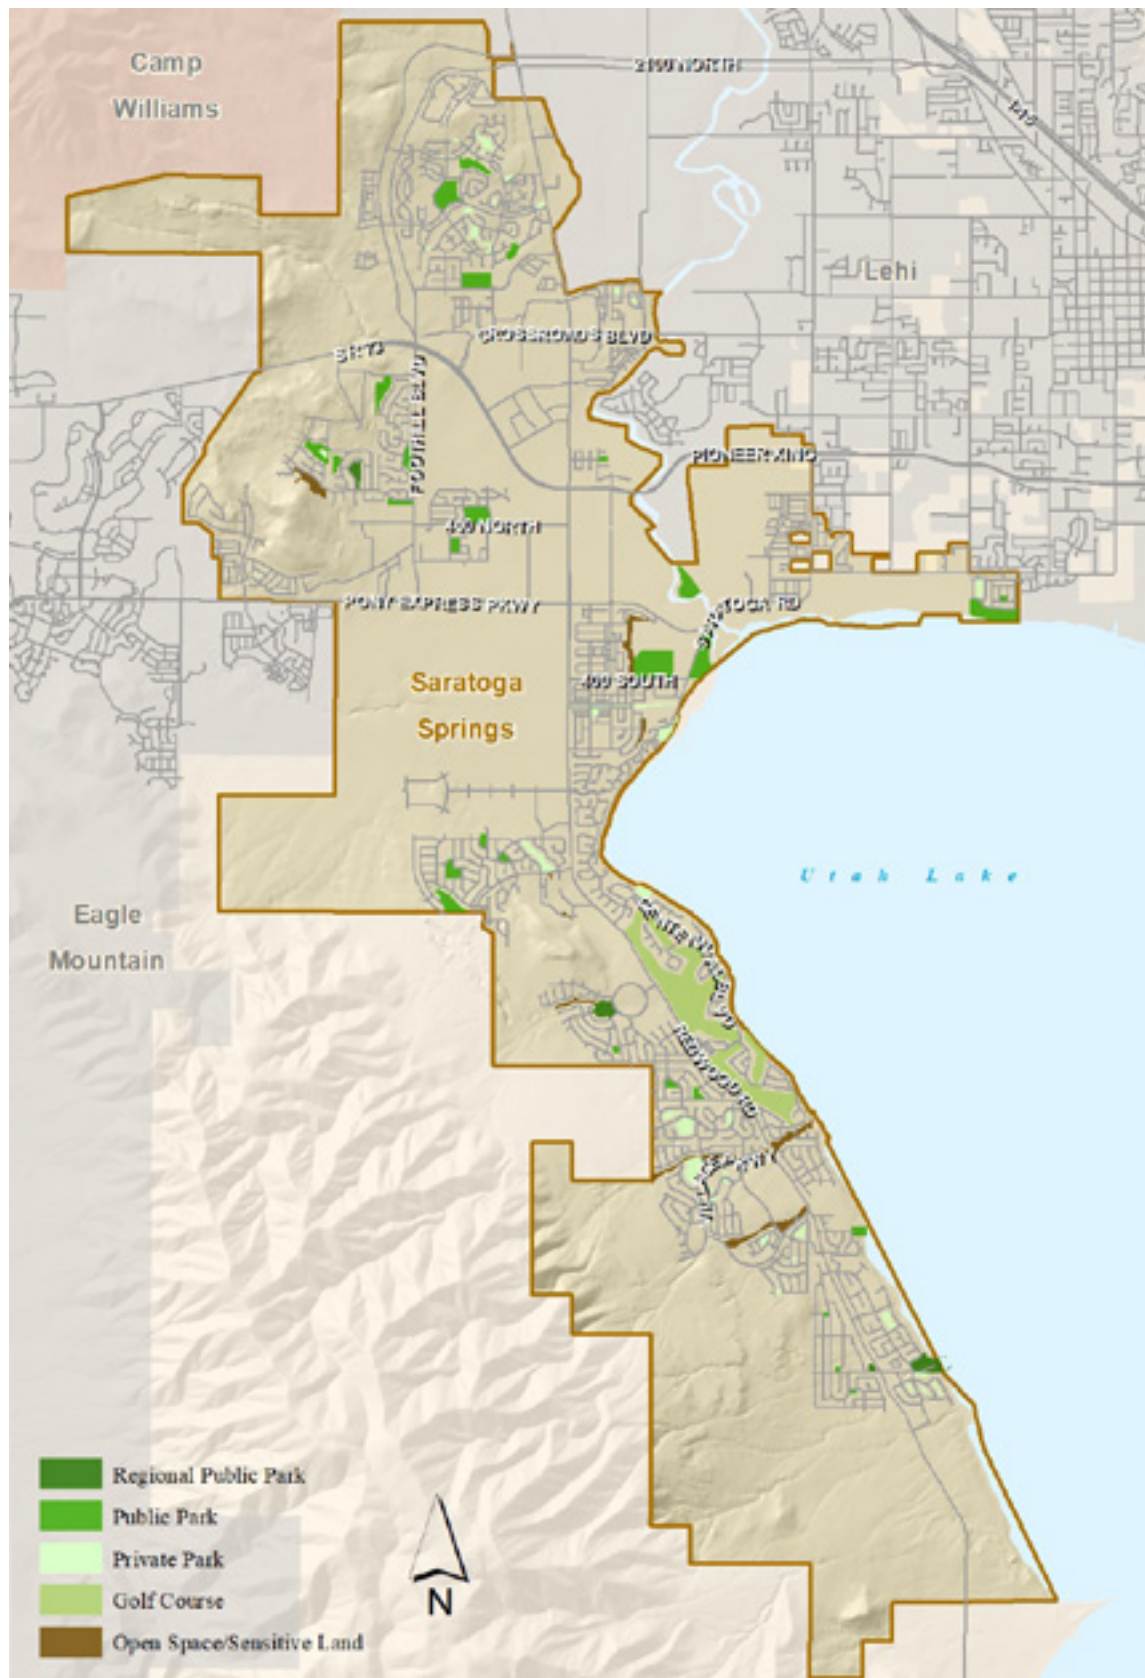 Camp
Williams
2100 NORTH
I-15
Lehi
CROSSROADS BLVD
SR 73
FOOTHILL BLVD
PIONEER XING
400 NORTH
PONY EXPRESS PKWY
TOGA RD
400 SOUTH
Saratoga
Springs
Utah Lake
Eagle
Mountain
REDWOOD RD
Regional Public Park
Public Park
Private Park
Golf Course
Open Space/Sensitive Land
N